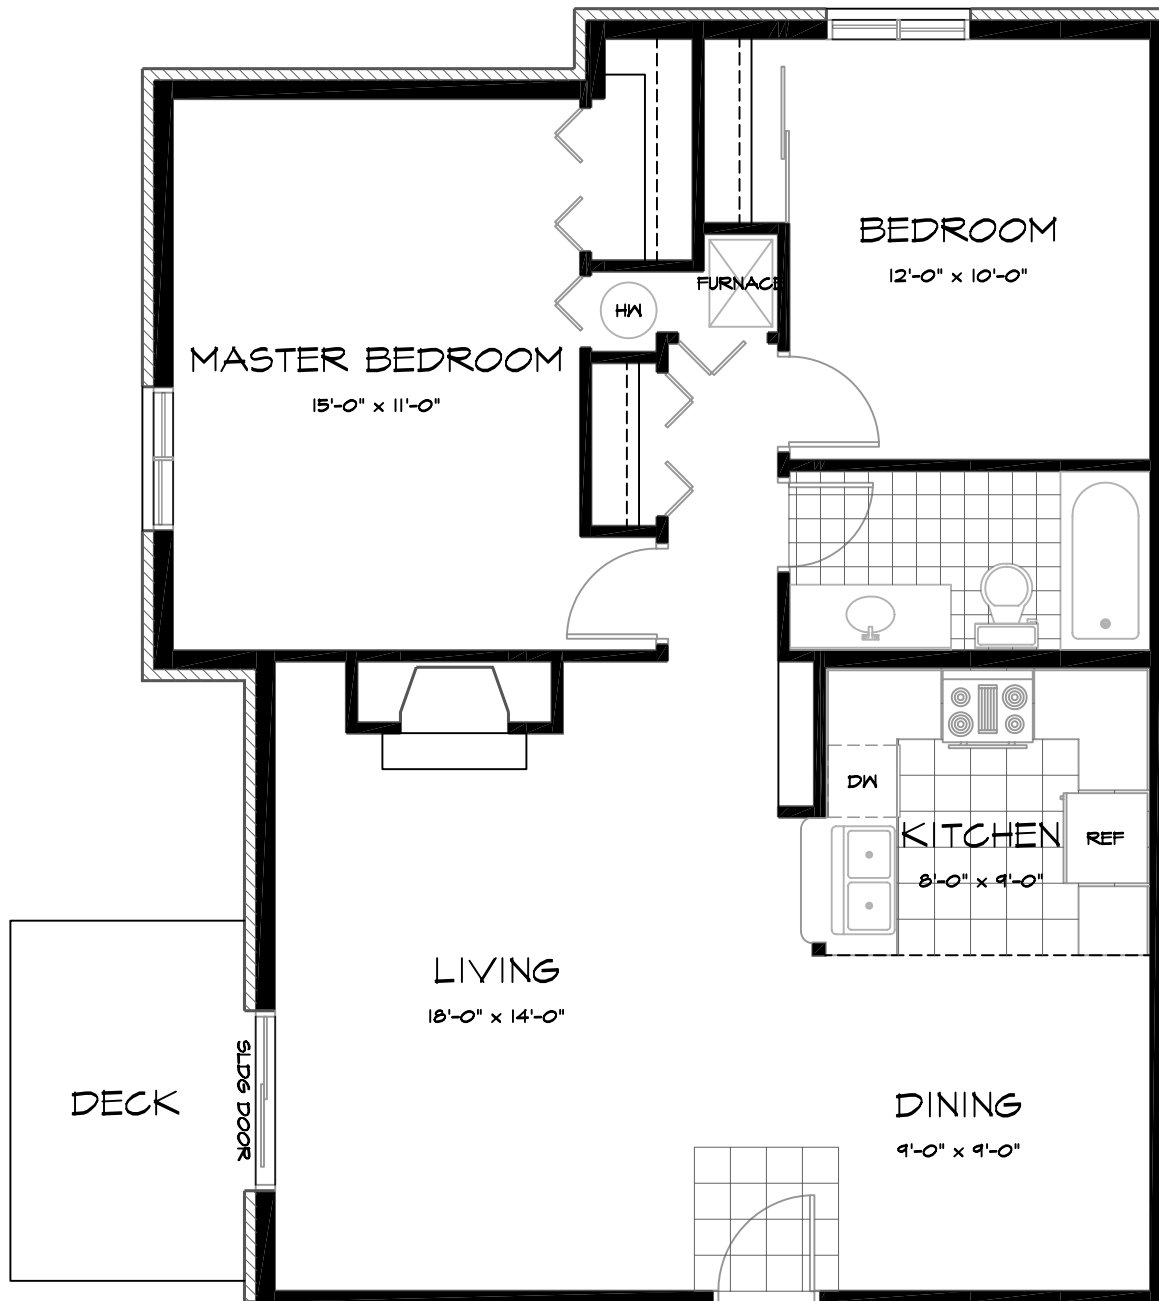 BEDROOM
12'-0" x 10'-0"
FURNACE
HW
MASTER BEDROOM
15'-0" x 11'-0"
DW
KITCHEN
REF
8'-0" x 9'-0"
LIVING
18'-0" x 14'-0"
SLDG DOOR
DECK
DINING
9'-0" x 9'-0"